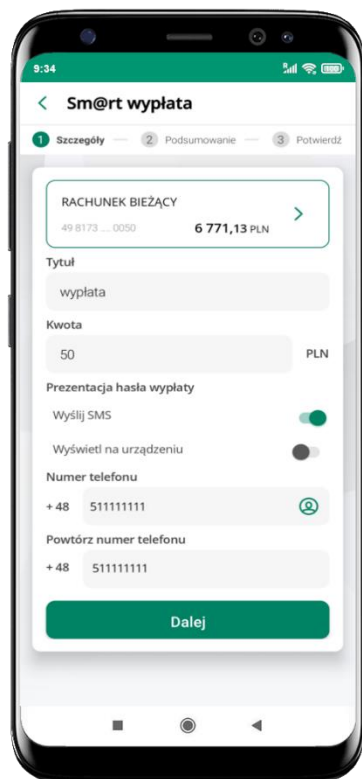 9:34
Sm@rt wypłata
1 Szczegóły 2 Podsumowanie 3 Potwierdź
RACHUNEK BIEŻĄCY
49 8173 ... 0050 6 771,13 PLN
Tytuł
wypłata
Kwota
50 PLN
Prezentacja hasła wypłaty
Wyślij SMS
Wyświetl na urządzeniu
Numer telefonu
+ 48 511111111
Powtórz numer telefonu
+ 48 511111111
Dalej